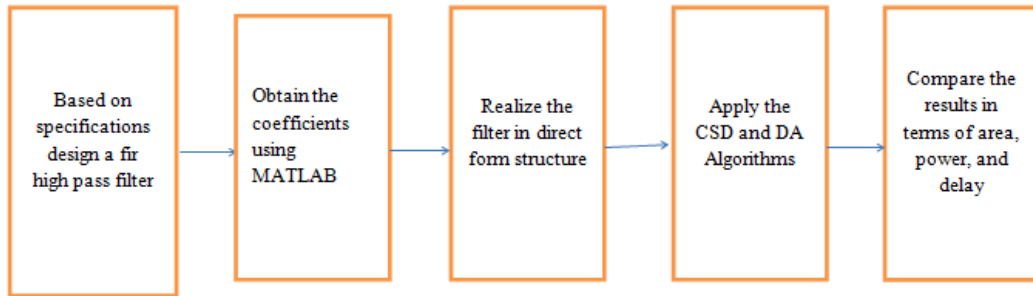 Based on
specifications
design a fir
high pass filter
Obtain the
coefficients
using
MATLAB
Realize the
filter in direct
form structure
Apply the
CSD and DA
Algorithms
Compare the
results in
terms of area,
power, and
delay